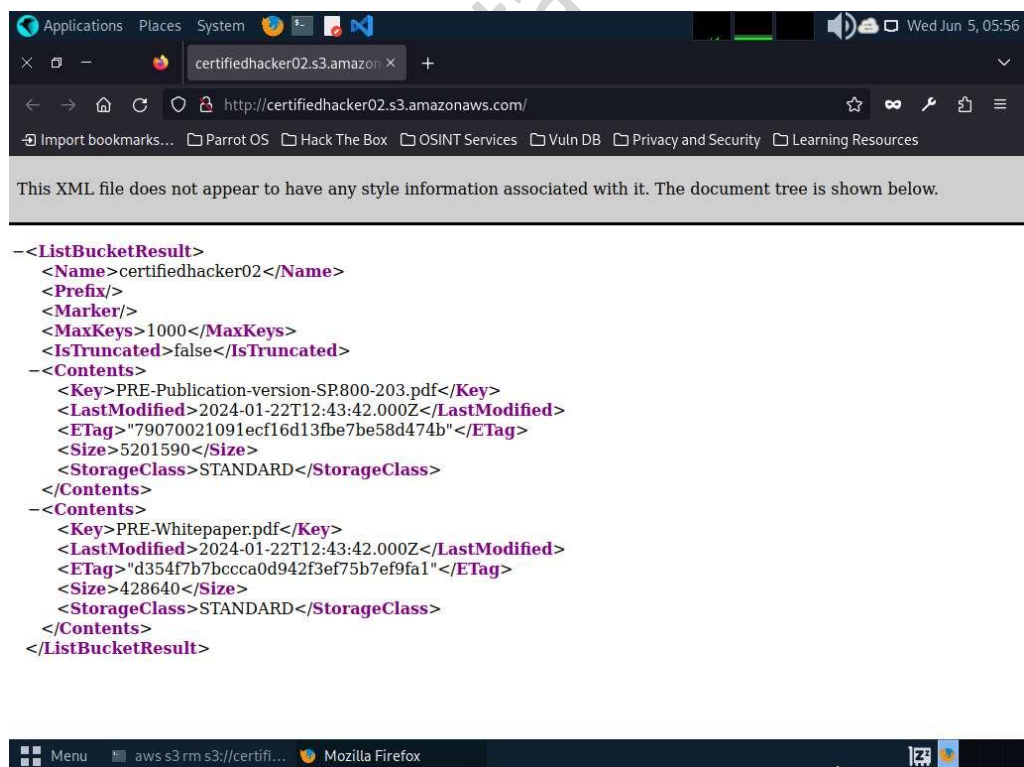 Applications Places System Wed Jun 5, 05:56
certifiedhacker02.s3.amazon
http://certifiedhacker02.s3.amazonaws.com/
Import bookmarks... Parrot OS Hack The Box OSINT Services Vuln DB Privacy and Security Learning Resources
This XML file does not appear to have any style information associated with it. The document tree is shown below.
−<ListBucketResult>
<Name>certifiedhacker02</Name>
<Prefix/>
<Marker/>
<MaxKeys>1000</MaxKeys>
<IsTruncated>false</IsTruncated>
−<Contents>
<Key>PRE-Publication-version-SP.800-203.pdf</Key>
<LastModified>2024-01-22T12:43:42.000Z</LastModified>
<ETag>"79070021091ecf16d13fbe7be58d474b"</ETag>
<Size>5201590</Size>
<StorageClass>STANDARD</StorageClass>
</Contents>
−<Contents>
<Key>PRE-Whitepaper.pdf</Key>
<LastModified>2024-01-22T12:43:42.000Z</LastModified>
<ETag>"d354f7b7bccca0d942f3ef75b7ef9fa1"</ETag>
<Size>428640</Size>
<StorageClass>STANDARD</StorageClass>
</Contents>
</ListBucketResult>
Menu aws s3 rm s3://certifi... Mozilla Firefox